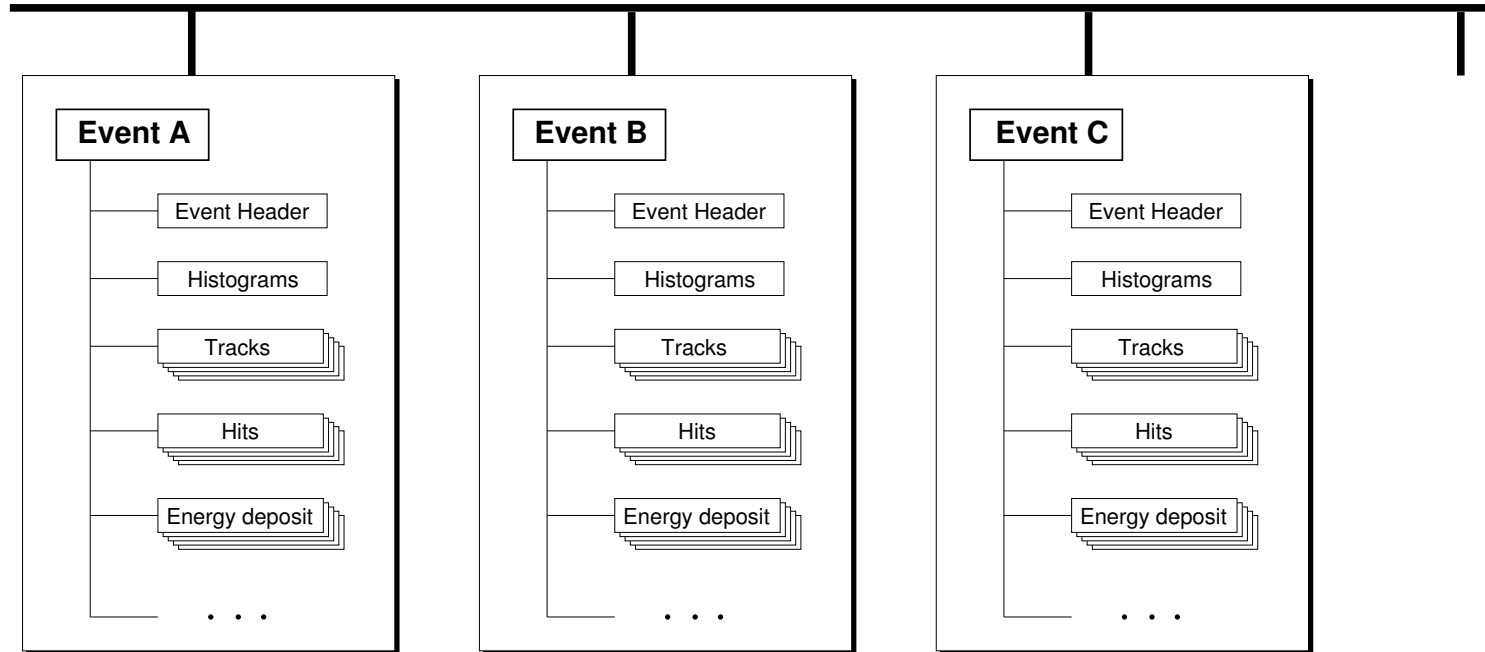 Event A
Event Header
Histograms
Tracks
Hits
Energy deposit
. . .
Event B
Event Header
Histograms
Tracks
Hits
Energy deposit
. . .
Event C
Event Header
Histograms
Tracks
Hits
Energy deposit
. . .